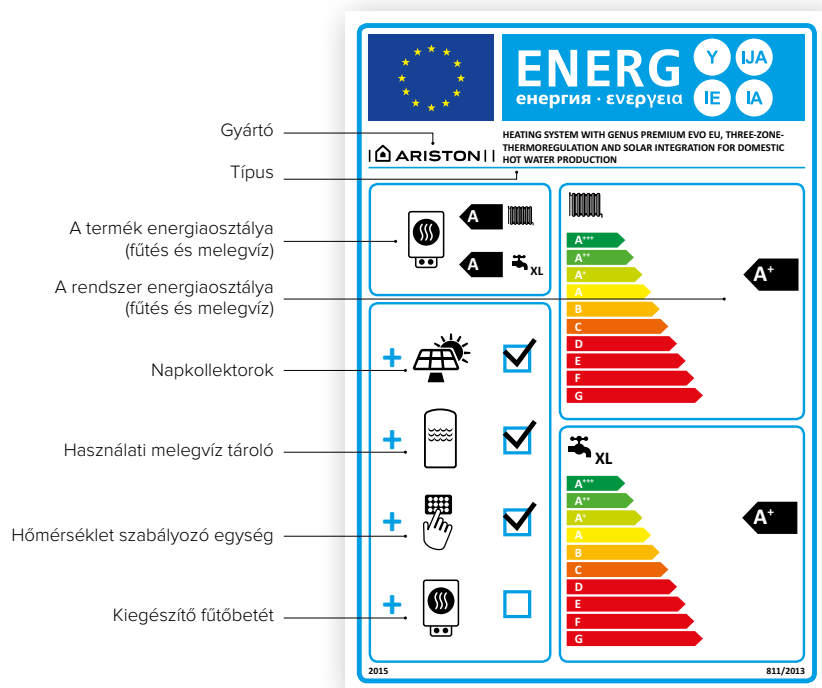 ENERG
енергия · ενεργεια
Y
IJA
IE
IA
Gyártó
ARISTON
HEATING SYSTEM WITH GENUS PREMIUM EVO EU, THREE-ZONE-
THERMOREGULATION AND SOLAR INTEGRATION FOR DOMESTIC
HOT WATER PRODUCTION
Típus
A termék energiaosztálya
(fűtés és melegvíz)
A rendszer energiaosztálya
(fűtés és melegvíz)
Napkollektorok
Használati melegvíz tároló
Hőmérséklet szabályozó egység
Kiegészítő fűtőbetét
A
A
XL
+
+
+
+
A+++
A++
A+
A
B
C
D
E
F
G
A+
XL
A+++
A++
A+
A
B
C
D
E
F
G
A+
2015
811/2013